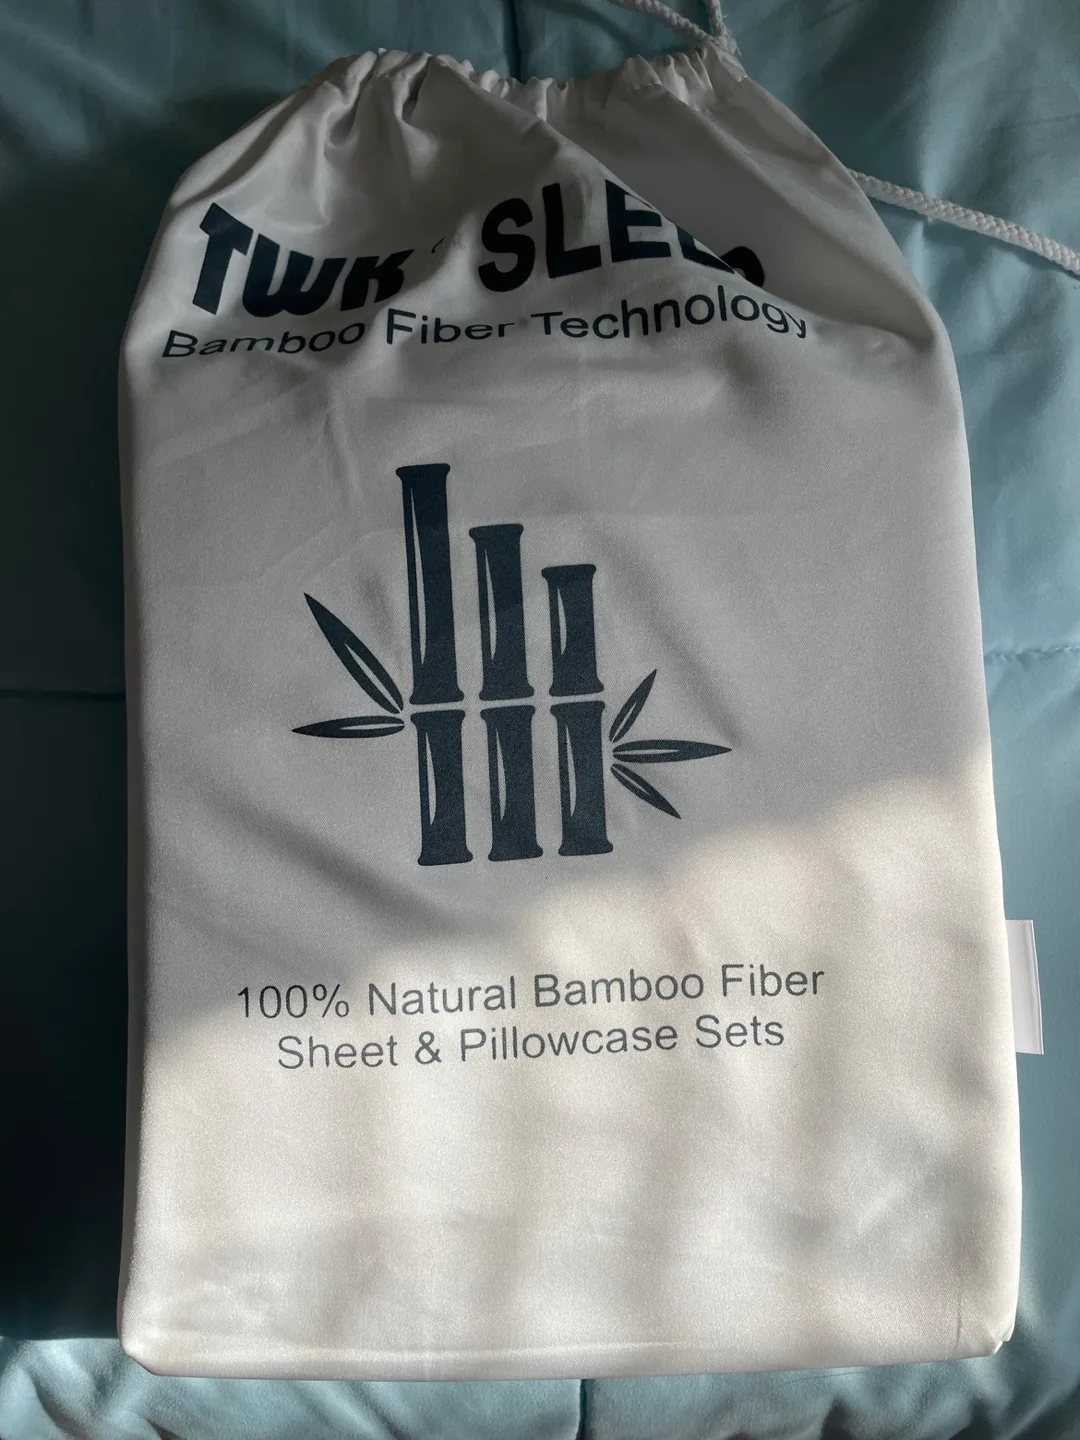 Bamboo Fiber Technology
100% Natural Bamboo Fiber
Sheet & Pillowcase Sets